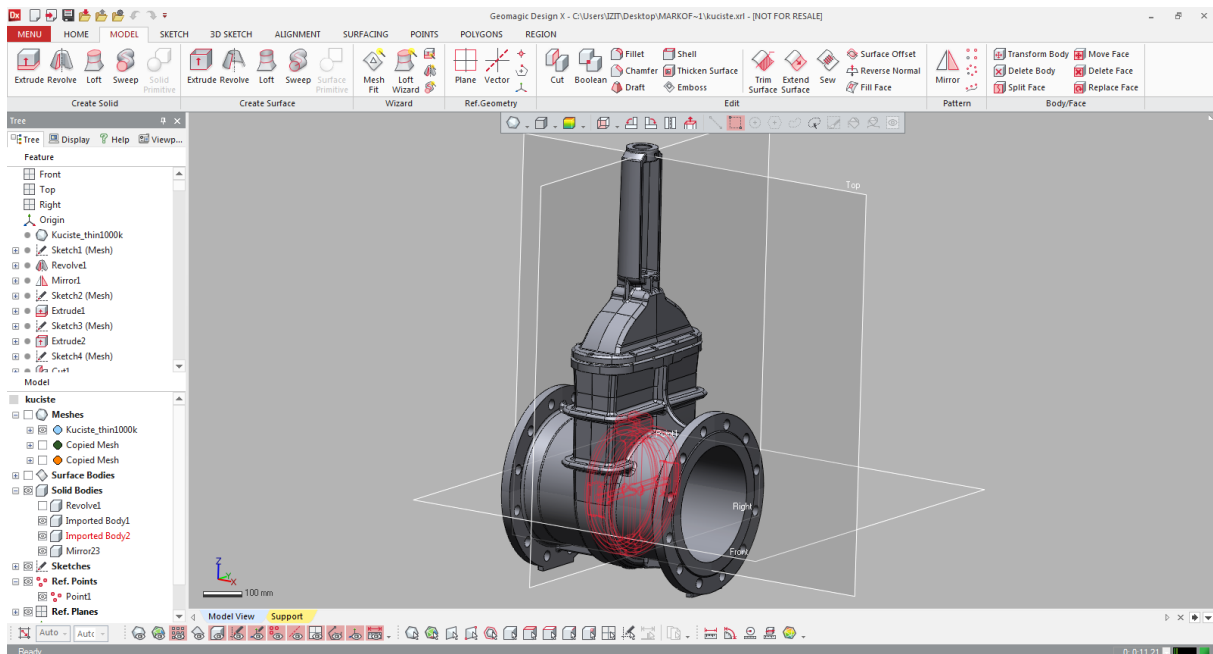 Geomagic Design X - C:\Users\IZIT\Desktop\MARKOF~1\kuciste.xrl - [NOT FOR RESALE]
MENU HOME MODEL SKETCH 3D SKETCH ALIGNMENT SURFACING POINTS POLYGONS REGION
Extrude Revolve Loft Sweep Solid Primitive
Create Solid
Extrude Revolve Loft Sweep Surface Primitive
Create Surface
Mesh Fit Loft Wizard
Wizard
Plane Vector
Ref.Geometry
Cut Boolean Fillet Chamfer Draft Shell Thicken Surface Emboss Trim Surface Extend Surface Sew Surface Offset Reverse Normal Fill Face
Edit
Mirror
Pattern
Transform Body Move Face
Delete Body Delete Face
Split Face Replace Face
Body/Face
Tree
Tree Display Help Viewp...
Feature
Front
Top
Right
Origin
Kuciste_thin1000k
Sketch1 (Mesh)
Revolve1
Mirror1
Sketch2 (Mesh)
Extrude1
Sketch3 (Mesh)
Extrude2
Sketch4 (Mesh)
Cut1
Model
kuciste
Meshes
Kuciste_thin1000k
Copied Mesh
Copied Mesh
Surface Bodies
Solid Bodies
Revolve1
Imported Body1
Imported Body2
Mirror23
Sketches
Ref. Points
Point1
Ref. Planes
Top
Right
Front
Z
Y
X
100 mm
Model View Support
Auto
Ready
0: 0:11.21